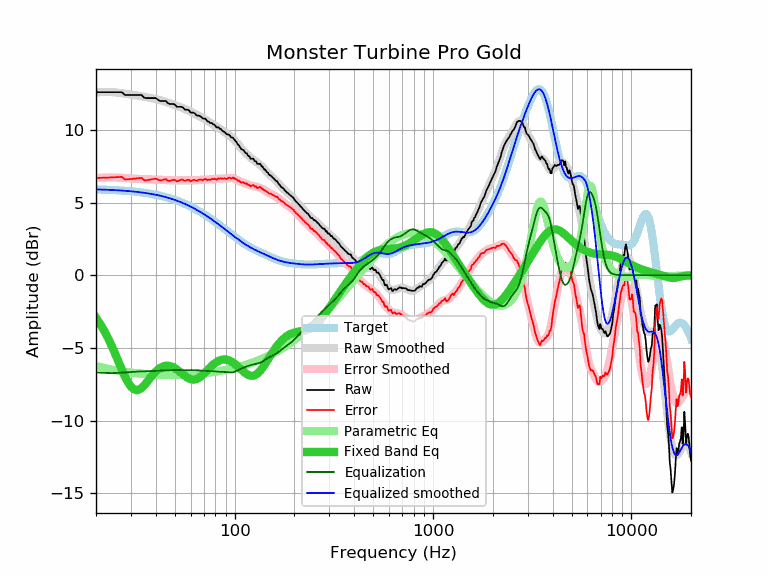 Monster Turbine Pro Gold
Amplitude (dBr)
10
5
0
−5
−10
−15
Target
Raw Smoothed
Error Smoothed
Raw
Error
Parametric Eq
Fixed Band Eq
Equalization
Equalized smoothed
100
1000
10000
Frequency (Hz)